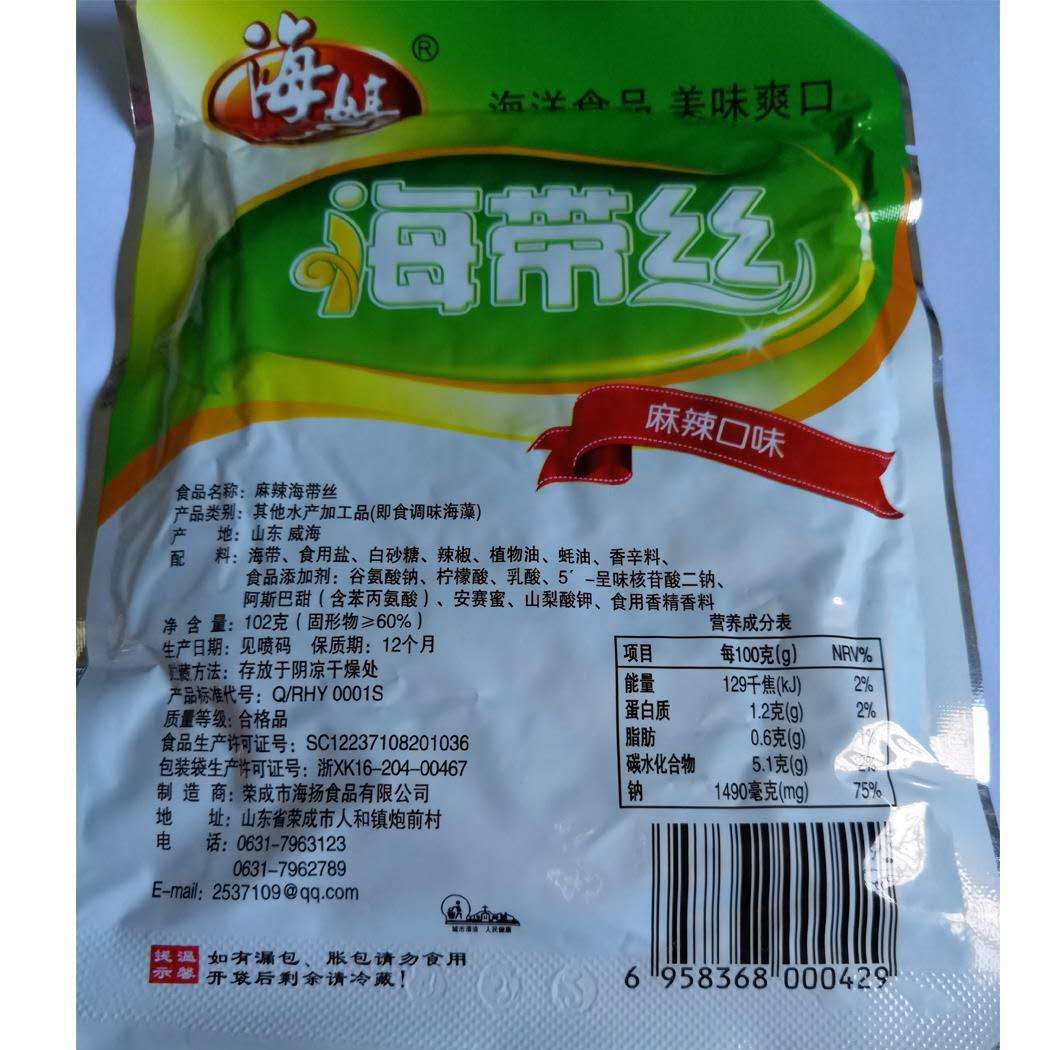 海娃®
海洋食品 美味爽口
海带丝
麻辣口味
食品名称：麻辣海带丝
产品类别：其他水产加工品(即食调味海藻)
产 地：山东 威海
配 料：海带、食用盐、白砂糖、辣椒、植物油、蚝油、香辛料、
食品添加剂：谷氨酸钠、柠檬酸、乳酸、5′-呈味核苷酸二钠、
阿斯巴甜（含苯丙氨酸）、安赛蜜、山梨酸钾、食用香精香料
净 含 量：102克（固形物≥60%）
生产日期：见喷码 保质期：12个月
贮藏方法：存放于阴凉干燥处
产品标准代号：Q/RHY 0001S
质量等级：合格品
食品生产许可证号：SC12237108201036
包装袋生产许可证号：浙XK16-204-00467
制 造 商：荣成市海扬食品有限公司
地 址：山东省荣成市人和镇炮前村
电 话：0631-7963123
0631-7962789
E-mail：2537109@qq.com
营养成分表
项目 每100克(g) NRV%
能量 129千焦(kJ) 2%
蛋白质 1.2克(g) 2%
脂肪 0.6克(g)
碳水化合物 5.1克(g) 2%
钠 1490毫克(mg) 75%
城市清洁 人民健康
温馨提示
如有漏包、胀包请勿食用
开袋后剩余请冷藏！
6 958368 000429